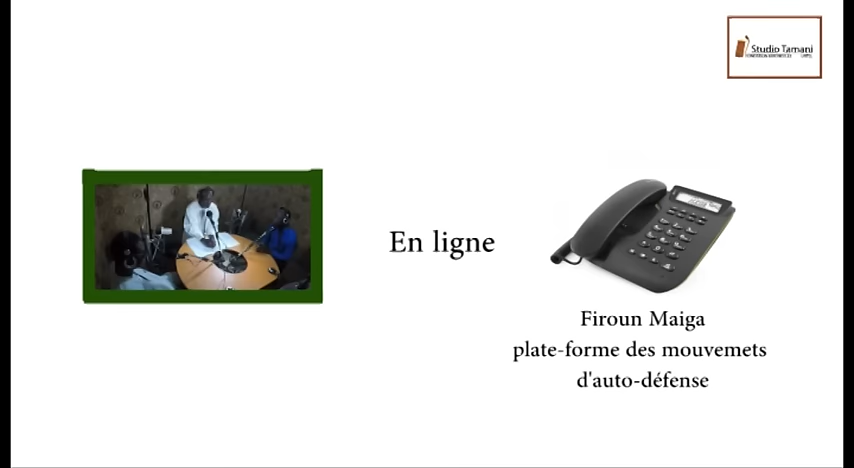 Studio Tamani
En ligne
Firoun Maiga
plate-forme des mouvemets
d'auto-défense